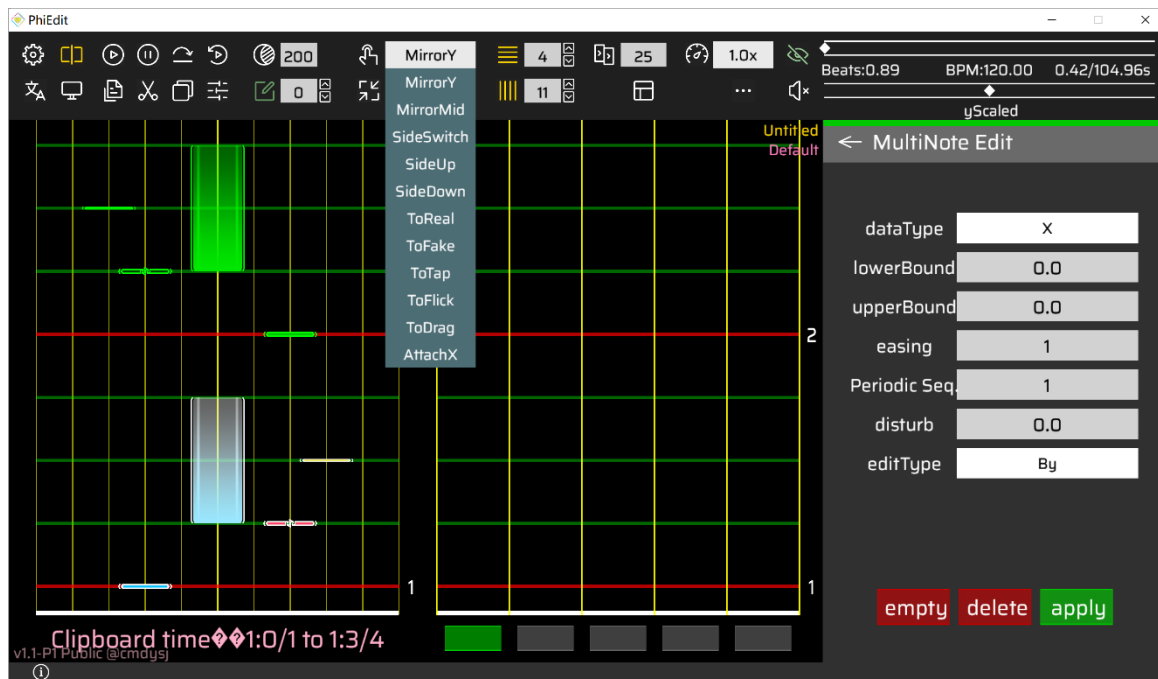 PhiEdit
200
MirrorY
4
25
1.0x
Beats:0.89 BPM:120.00 0.42/104.96s
0
11
yScaled
MirrorY
MirrorMid
SideSwitch
SideUp
SideDown
ToReal
ToFake
ToTap
ToFlick
ToDrag
AttachX
Untitled
Default
2
1
1
MultiNote Edit
dataType X
lowerBound 0.0
upperBound 0.0
easing 1
Periodic Seq. 1
disturb 0.0
editType By
empty delete apply
Clipboard time��1:0/1 to 1:3/4
v1.1-P1 Public @cmdysj